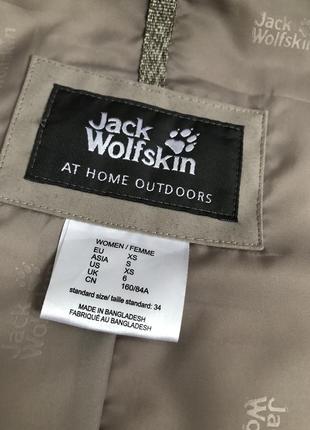 Jack
Wolfskin
Jack
Wolfskin
AT HOME OUTDOORS
WOMEN / FEMME
EU XS
ASIA S
US XS
UK 6
CN 160/84A
standard size/ taille standard: 34
MADE IN BANGLADESH
FABRIQUÉ AU BANGLADESH
Jack
Wolfskin